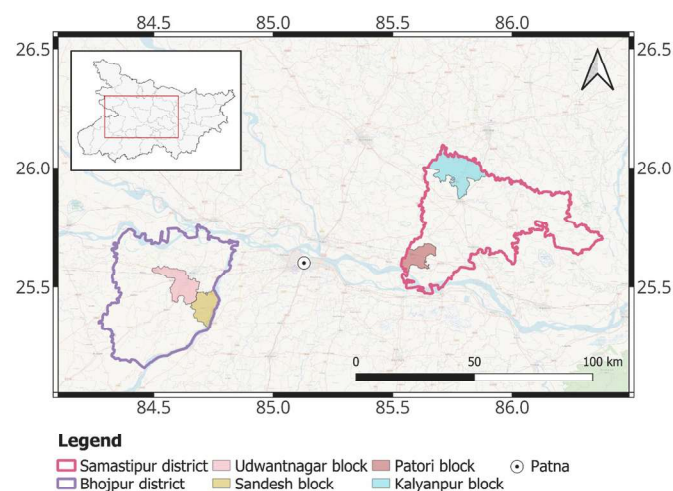 84.5 85.0 85.5 86.0
26.5 26.5
26.0 26.0
25.5 25.5
0 50 100 km
84.5 85.0 85.5 86.0
Legend
Samastipur district Udwantnagar block Patori block Patna
Bhojpur district Sandesh block Kalyanpur block